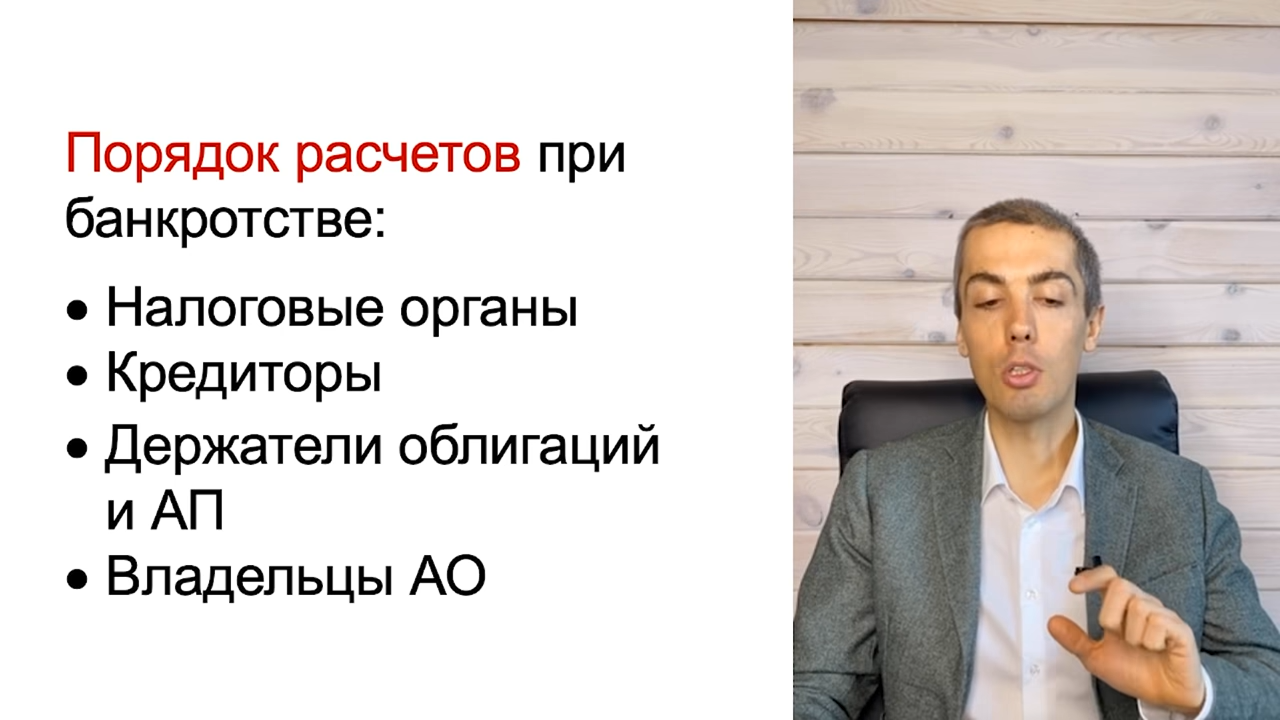 Порядок расчетов при
банкротстве:
• Налоговые органы
• Кредиторы
• Держатели облигаций
и АП
• Владельцы АО